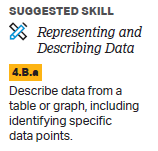 SUGGESTED SKILL
Representing and
Describing Data
4.B.a
Describe data from a
table or graph, including
identifying specific
data points.